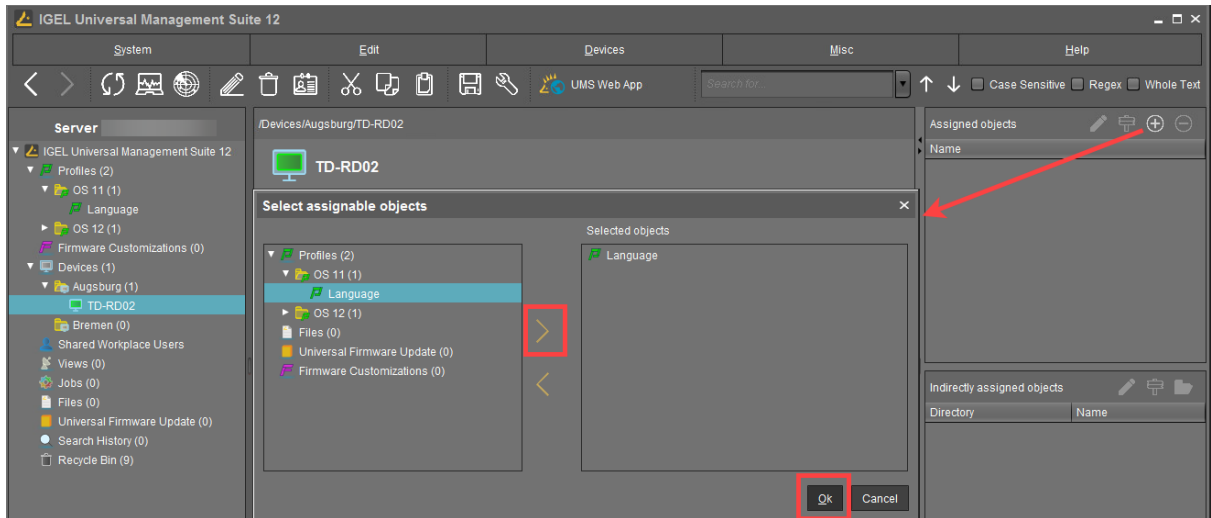 IGEL Universal Management Suite 12
System Edit Devices Misc Help
UMS Web App Search for... Case Sensitive Regex Whole Text
Server
IGEL Universal Management Suite 12
Profiles (2)
OS 11 (1)
Language
OS 12 (1)
Firmware Customizations (0)
Devices (1)
Augsburg (1)
TD-RD02
Bremen (0)
Shared Workplace Users
Views (0)
Jobs (0)
Files (0)
Universal Firmware Update (0)
Search History (0)
Recycle Bin (9)
/Devices/Augsburg/TD-RD02
TD-RD02
Select assignable objects
Profiles (2)
OS 11 (1)
Language
OS 12 (1)
Files (0)
Universal Firmware Update (0)
Firmware Customizations (0)
Selected objects
Language
Ok Cancel
Assigned objects
Name
Indirectly assigned objects
Directory Name